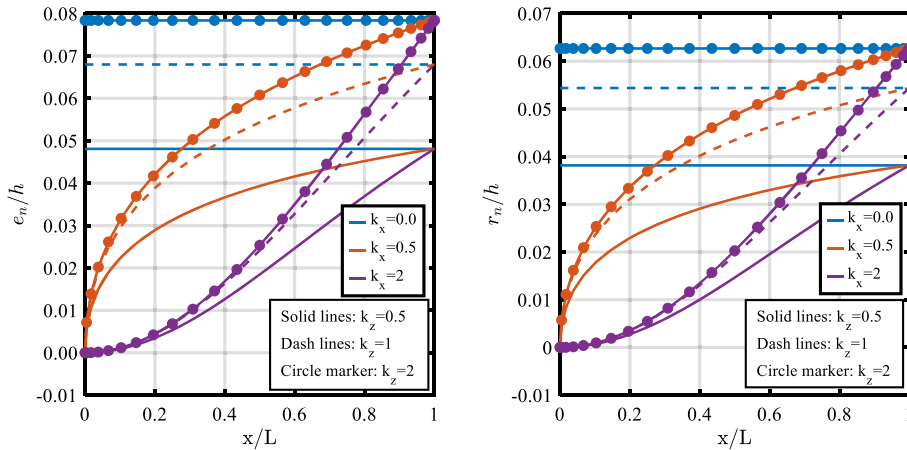 0.08
0.07
0.06
0.05
0.04
0.03
0.02
0.01
0.00
-0.01
e_n/h
0
0.2
0.4
0.6
0.8
1
x/L
k_x=0.0
k_x=0.5
k_x=2
Solid lines: k_z=0.5
Dash lines: k_z=1
Circle marker: k_z=2
0.07
0.06
0.05
0.04
0.03
0.02
0.01
0
-0.01
r_n/h
0
0.2
0.4
0.6
0.8
1
x/L
k_x=0.0
k_x=0.5
k_x=2
Solid lines: k_z=0.5
Dash lines: k_z=1
Circle marker: k_z=2